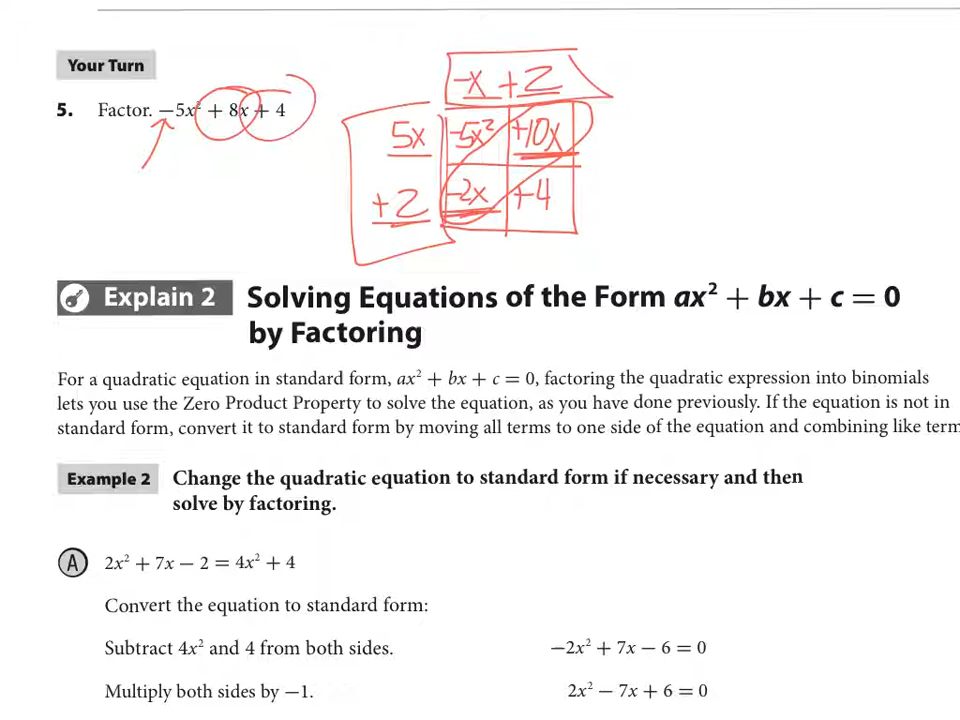 Your Turn
-x +2
5. Factor. −5x² + 8x + 4
5x -5x² +10x
+2 -2x +4
Explain 2 Solving Equations of the Form ax² + bx + c = 0
by Factoring
For a quadratic equation in standard form, ax² + bx + c = 0, factoring the quadratic expression into binomials
lets you use the Zero Product Property to solve the equation, as you have done previously. If the equation is not in
standard form, convert it to standard form by moving all terms to one side of the equation and combining like term
Example 2 Change the quadratic equation to standard form if necessary and then
solve by factoring.
A 2x² + 7x − 2 = 4x² + 4
Convert the equation to standard form:
Subtract 4x² and 4 from both sides. −2x² + 7x − 6 = 0
Multiply both sides by −1. 2x² − 7x + 6 = 0